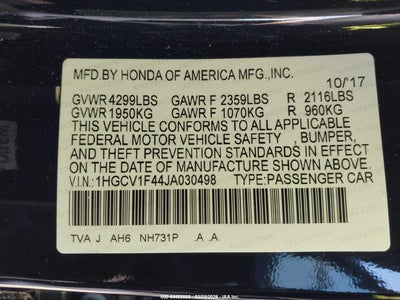 MFD.BY HONDA OF AMERICA MFG.,INC.
10/'17
GVWR 4299LBS GAWR F 2359LBS R 2116LBS
GVWR 1950KG GAWR F 1070KG R 960KG
THIS VEHICLE CONFORMS TO ALL APPLICABLE
FEDERAL MOTOR VEHICLE SAFETY , BUMPER,
AND THEFT PREVENTION STANDARDS IN EFFECT
ON THE DATE OF MANUFACTURE SHOWN ABOVE.
V.I.N.: 1HGCV1F44JA030498 TYPE:PASSENGER CAR
TVA J AH6 NH731P .A .A